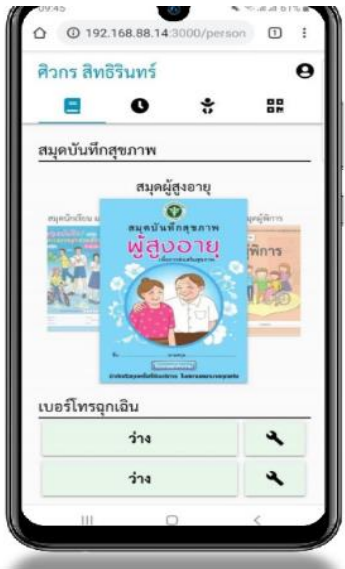 09:45
61%
192.168.88.14:3000/person
1
ศิวกร สิทธิรินทร์
สมุดบันทึกสุขภาพ
สมุดผู้สูงอายุ
สมุดบันทึกสุขภาพ
ผู้สูงอายุ
พิการ
เบอร์โทรฉุกเฉิน
ว่าง
ว่าง